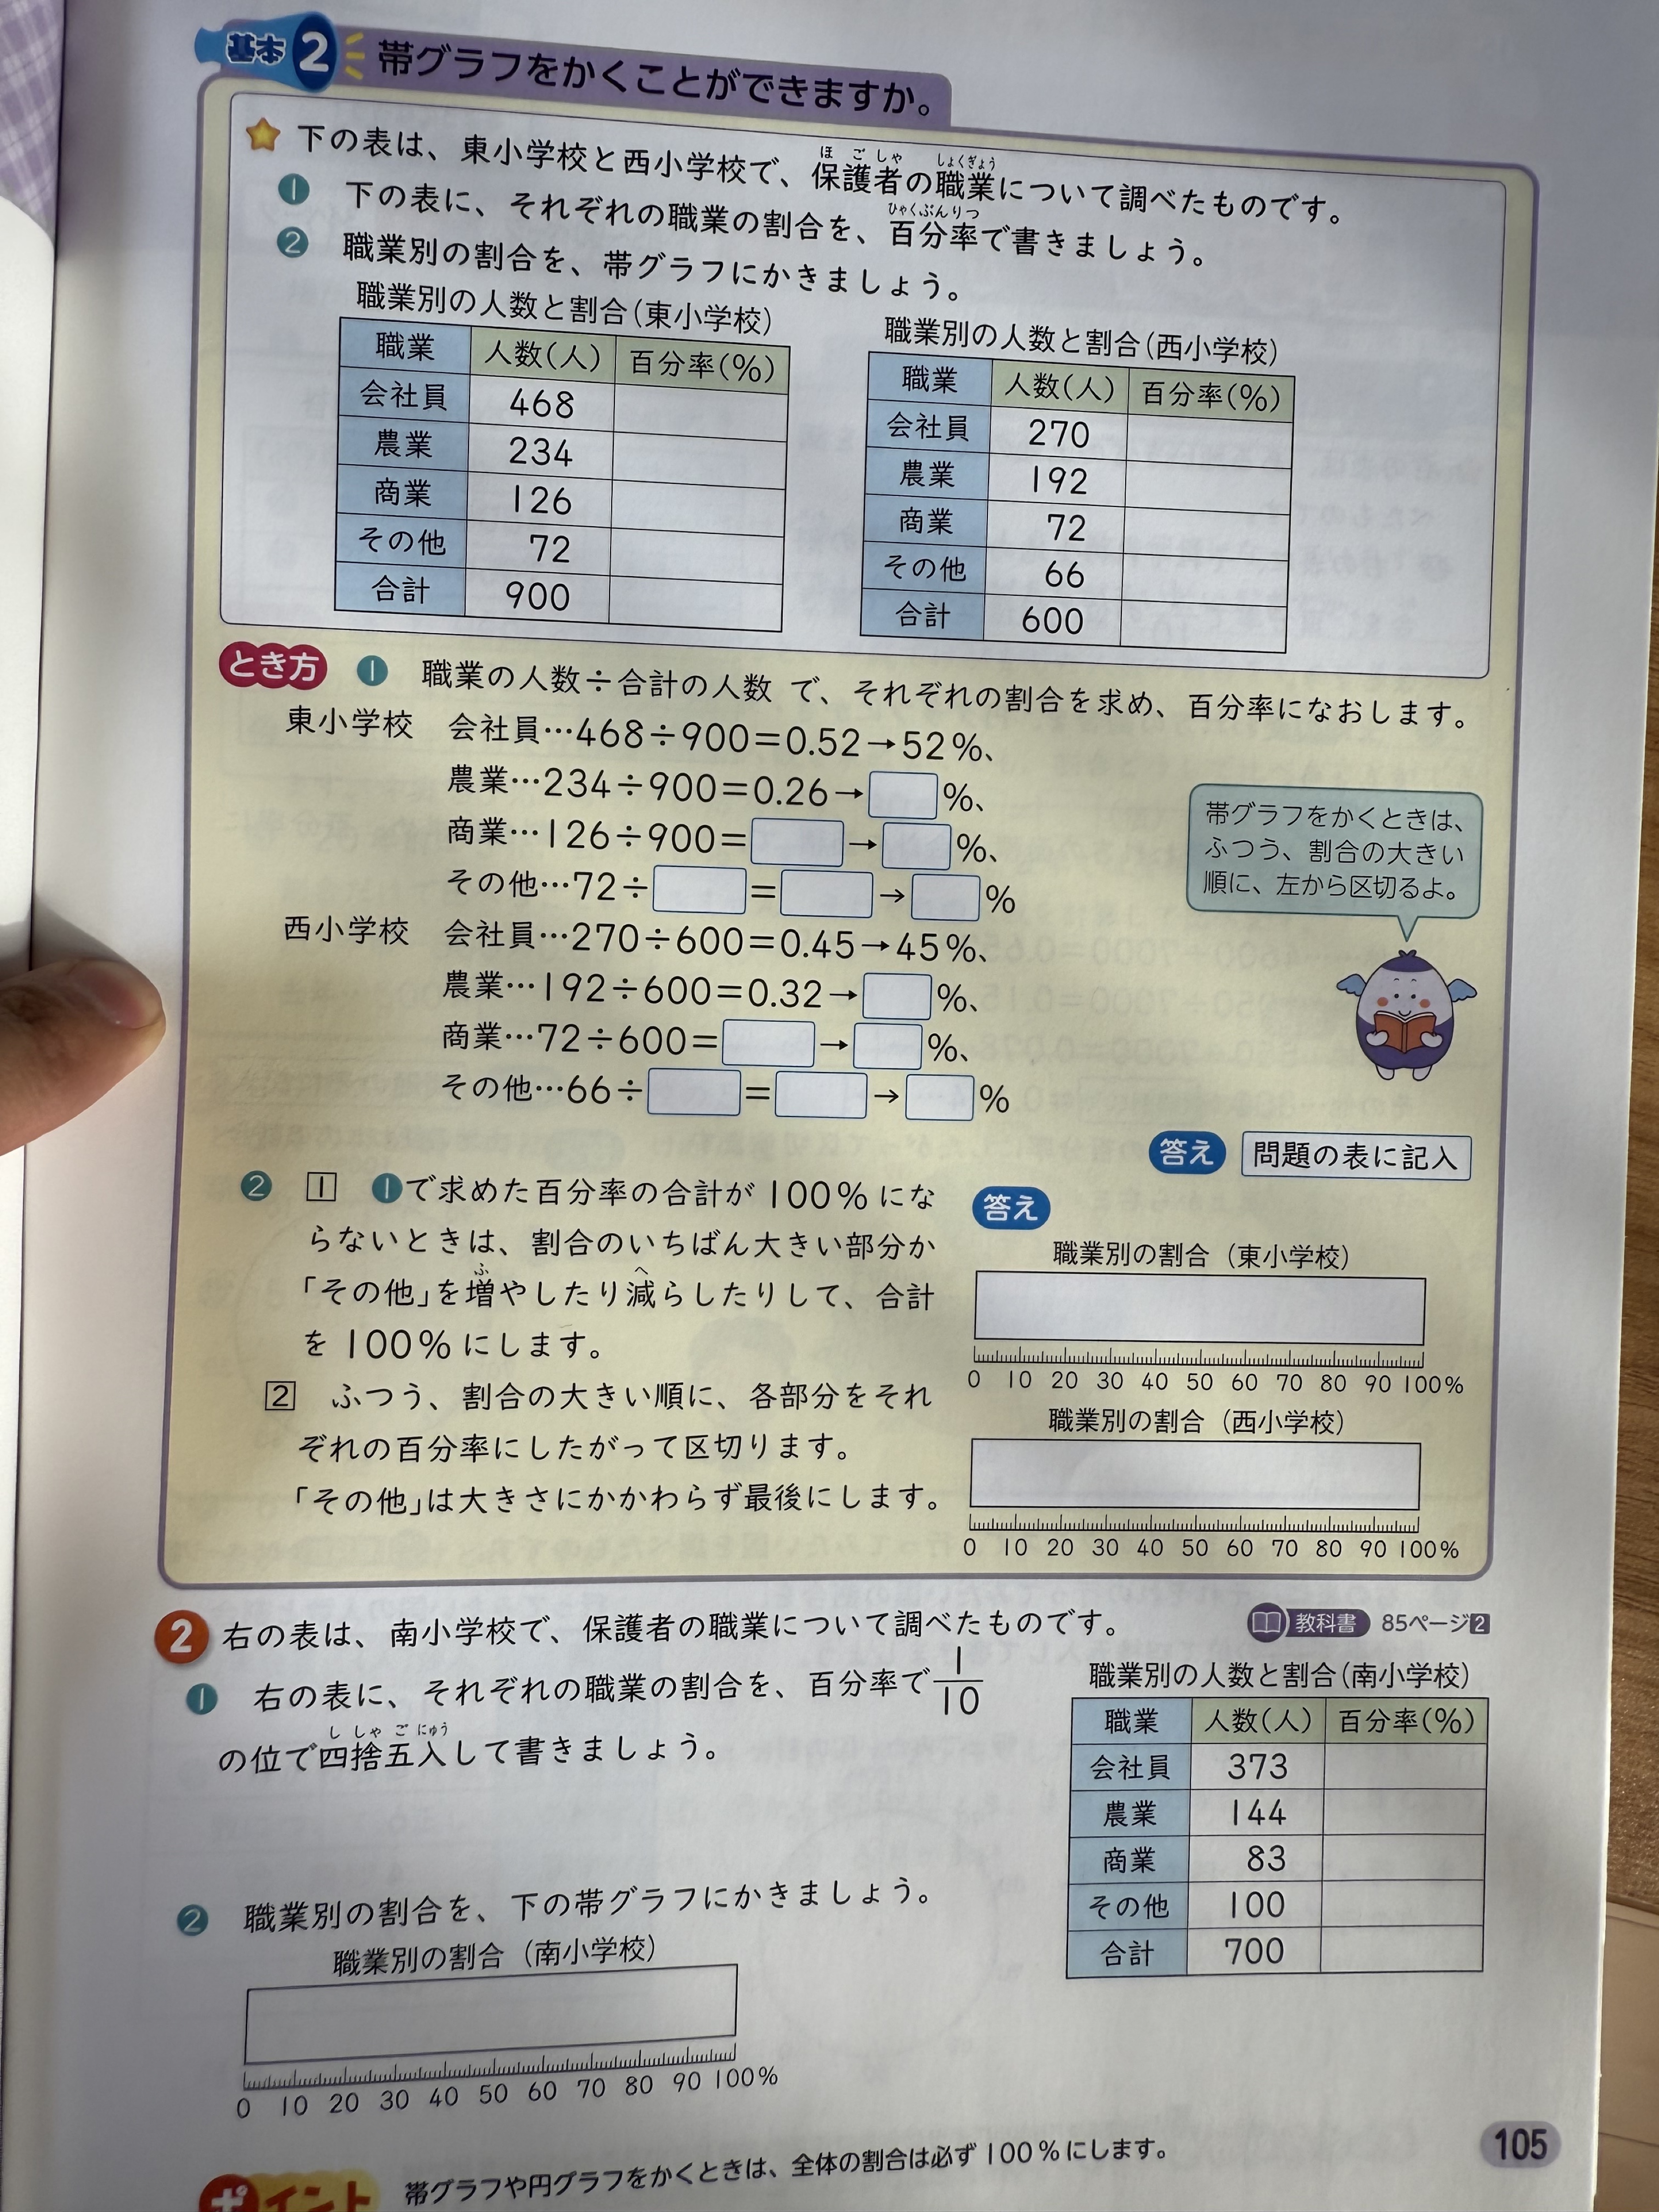 基本2 帯グラフをかくことができますか。
下の表は、東小学校と西小学校で、保護者の職業について調べたものです。
ほごしゃ しょくぎょう
1 下の表に、それぞれの職業の割合を、百分率で書きましょう。
ひゃくぶんりつ
2 職業別の割合を、帯グラフにかきましょう。
職業別の人数と割合(東小学校)
職業 人数(人) 百分率(%)
会社員 468
農業 234
商業 126
その他 72
合計 900
職業別の人数と割合(西小学校)
職業 人数(人) 百分率(%)
会社員 270
農業 192
商業 72
その他 66
合計 600
とき方 1 職業の人数÷合計の人数 で、それぞれの割合を求め、百分率になおします。
東小学校 会社員…468÷900=0.52→52%、
農業…234÷900=0.26→ %、
商業…126÷900= → %、
その他…72÷ = → %
西小学校 会社員…270÷600=0.45→45%、
農業…192÷600=0.32→ %、
商業…72÷600= → %、
その他…66÷ = → %
帯グラフをかくときは、
ふつう、割合の大きい
順に、左から区切るよ。
答え 問題の表に記入
2 1 1で求めた百分率の合計が100%にな
らないときは、割合のいちばん大きい部分か
「その他」を増やしたり減らしたりして、合計
ふ へ
を100%にします。
2 ふつう、割合の大きい順に、各部分をそれ
ぞれの百分率にしたがって区切ります。
「その他」は大きさにかかわらず最後にします。
答え
職業別の割合(東小学校)
0 10 20 30 40 50 60 70 80 90 100%
職業別の割合(西小学校)
0 10 20 30 40 50 60 70 80 90 100%
2 右の表は、南小学校で、保護者の職業について調べたものです。
教科書 85ページ2
1 右の表に、それぞれの職業の割合を、百分率で1/10
の位で四捨五入して書きましょう。
ししゃごにゅう
職業別の人数と割合(南小学校)
職業 人数(人) 百分率(%)
会社員 373
農業 144
商業 83
その他 100
合計 700
2 職業別の割合を、下の帯グラフにかきましょう。
職業別の割合(南小学校)
0 10 20 30 40 50 60 70 80 90 100%
105
ポイント 帯グラフや円グラフをかくときは、全体の割合は必ず100%にします。